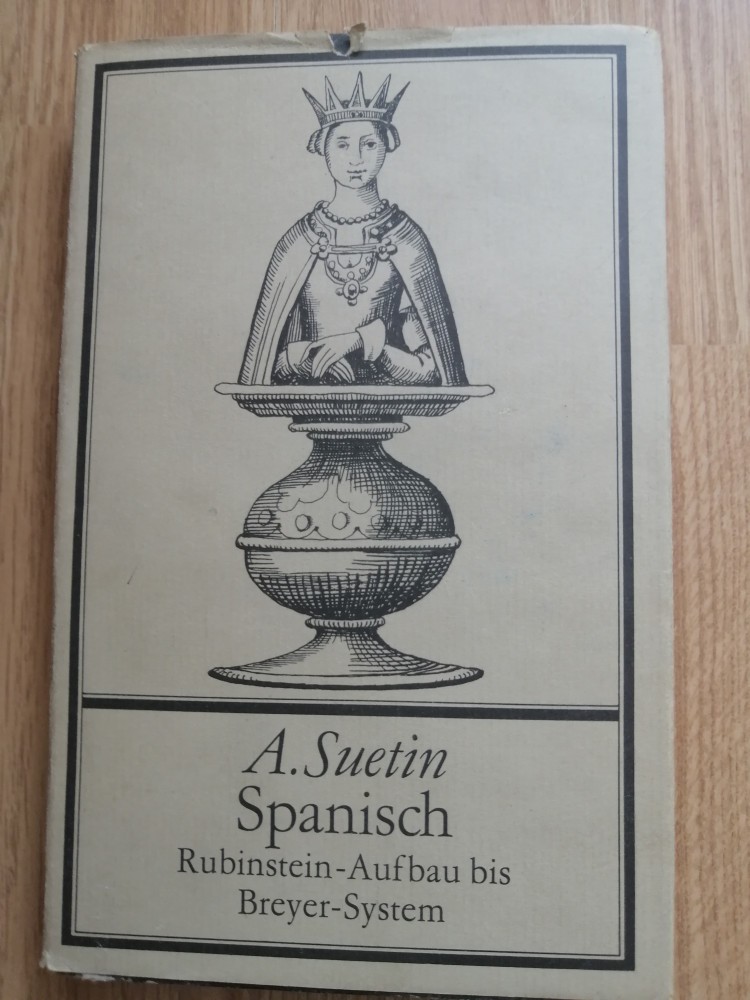 A. Suetin
Spanisch
Rubinstein-Aufbau bis
Breyer-System